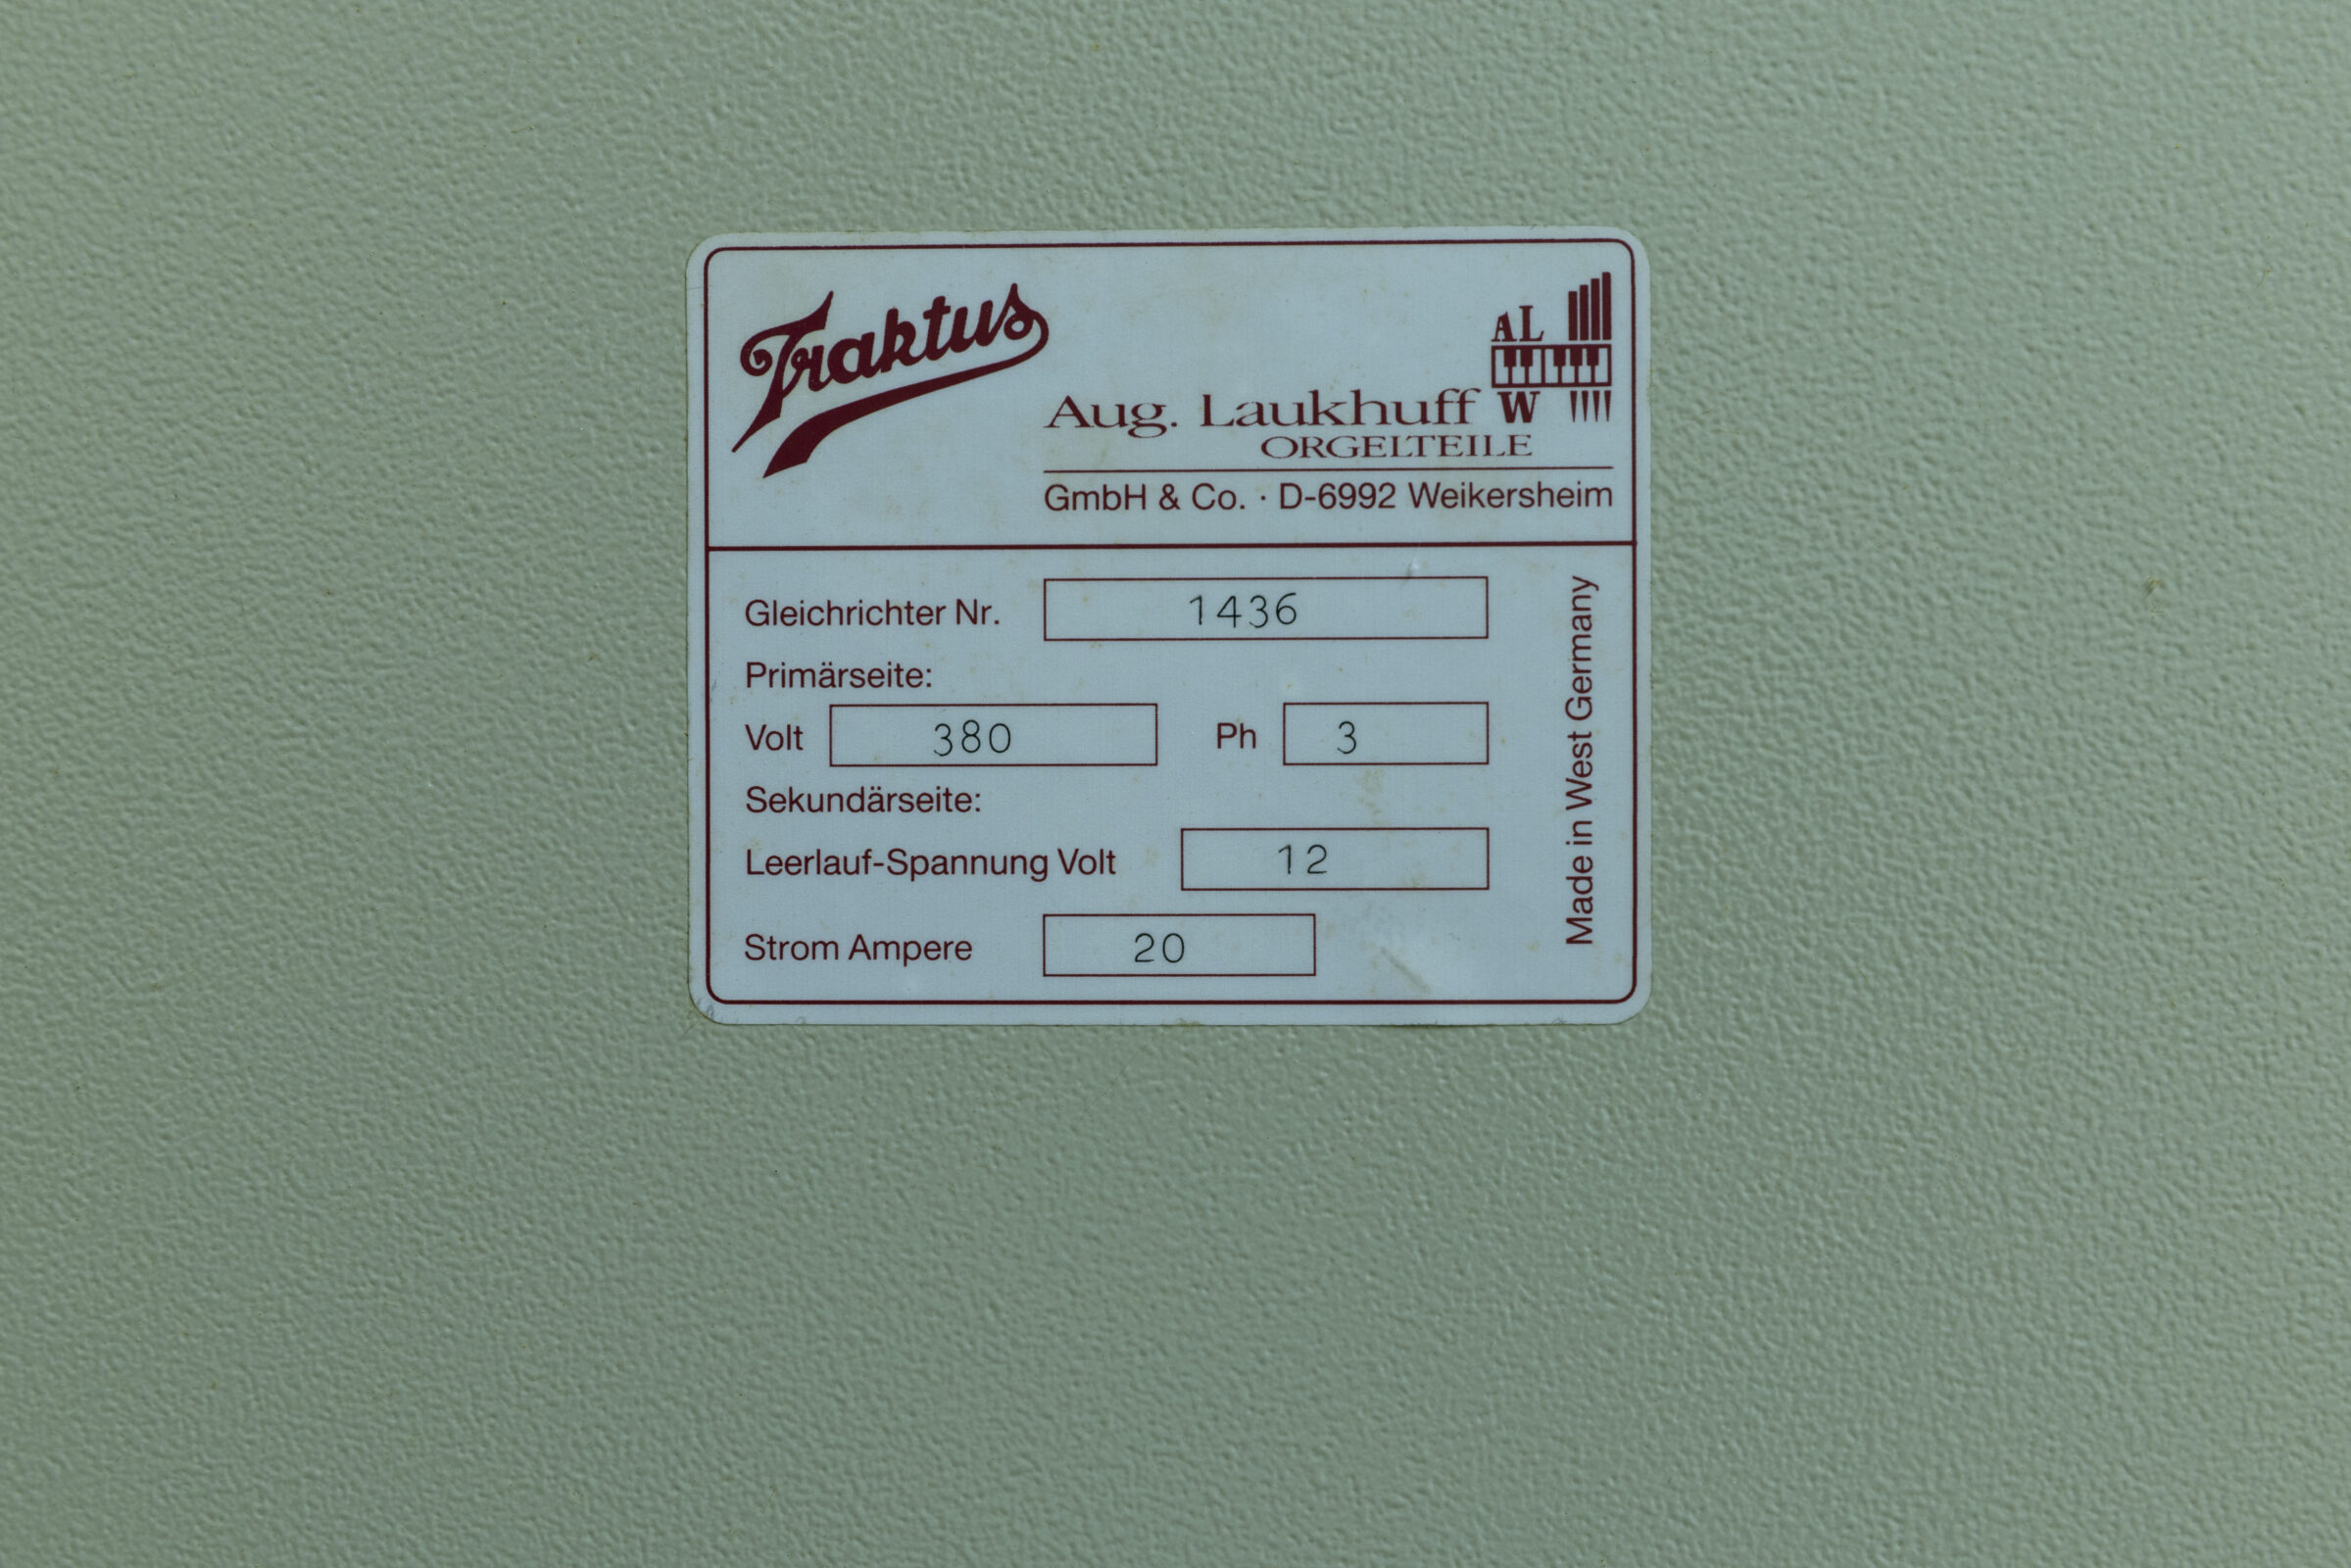 Traktus
AL
W
Aug. Laukhuff
ORGELTEILE
GmbH & Co. · D-6992 Weikersheim
Gleichrichter Nr. 1436
Primärseite:
Volt 380 Ph 3
Sekundärseite:
Leerlauf-Spannung Volt 12
Strom Ampere 20
Made in West Germany